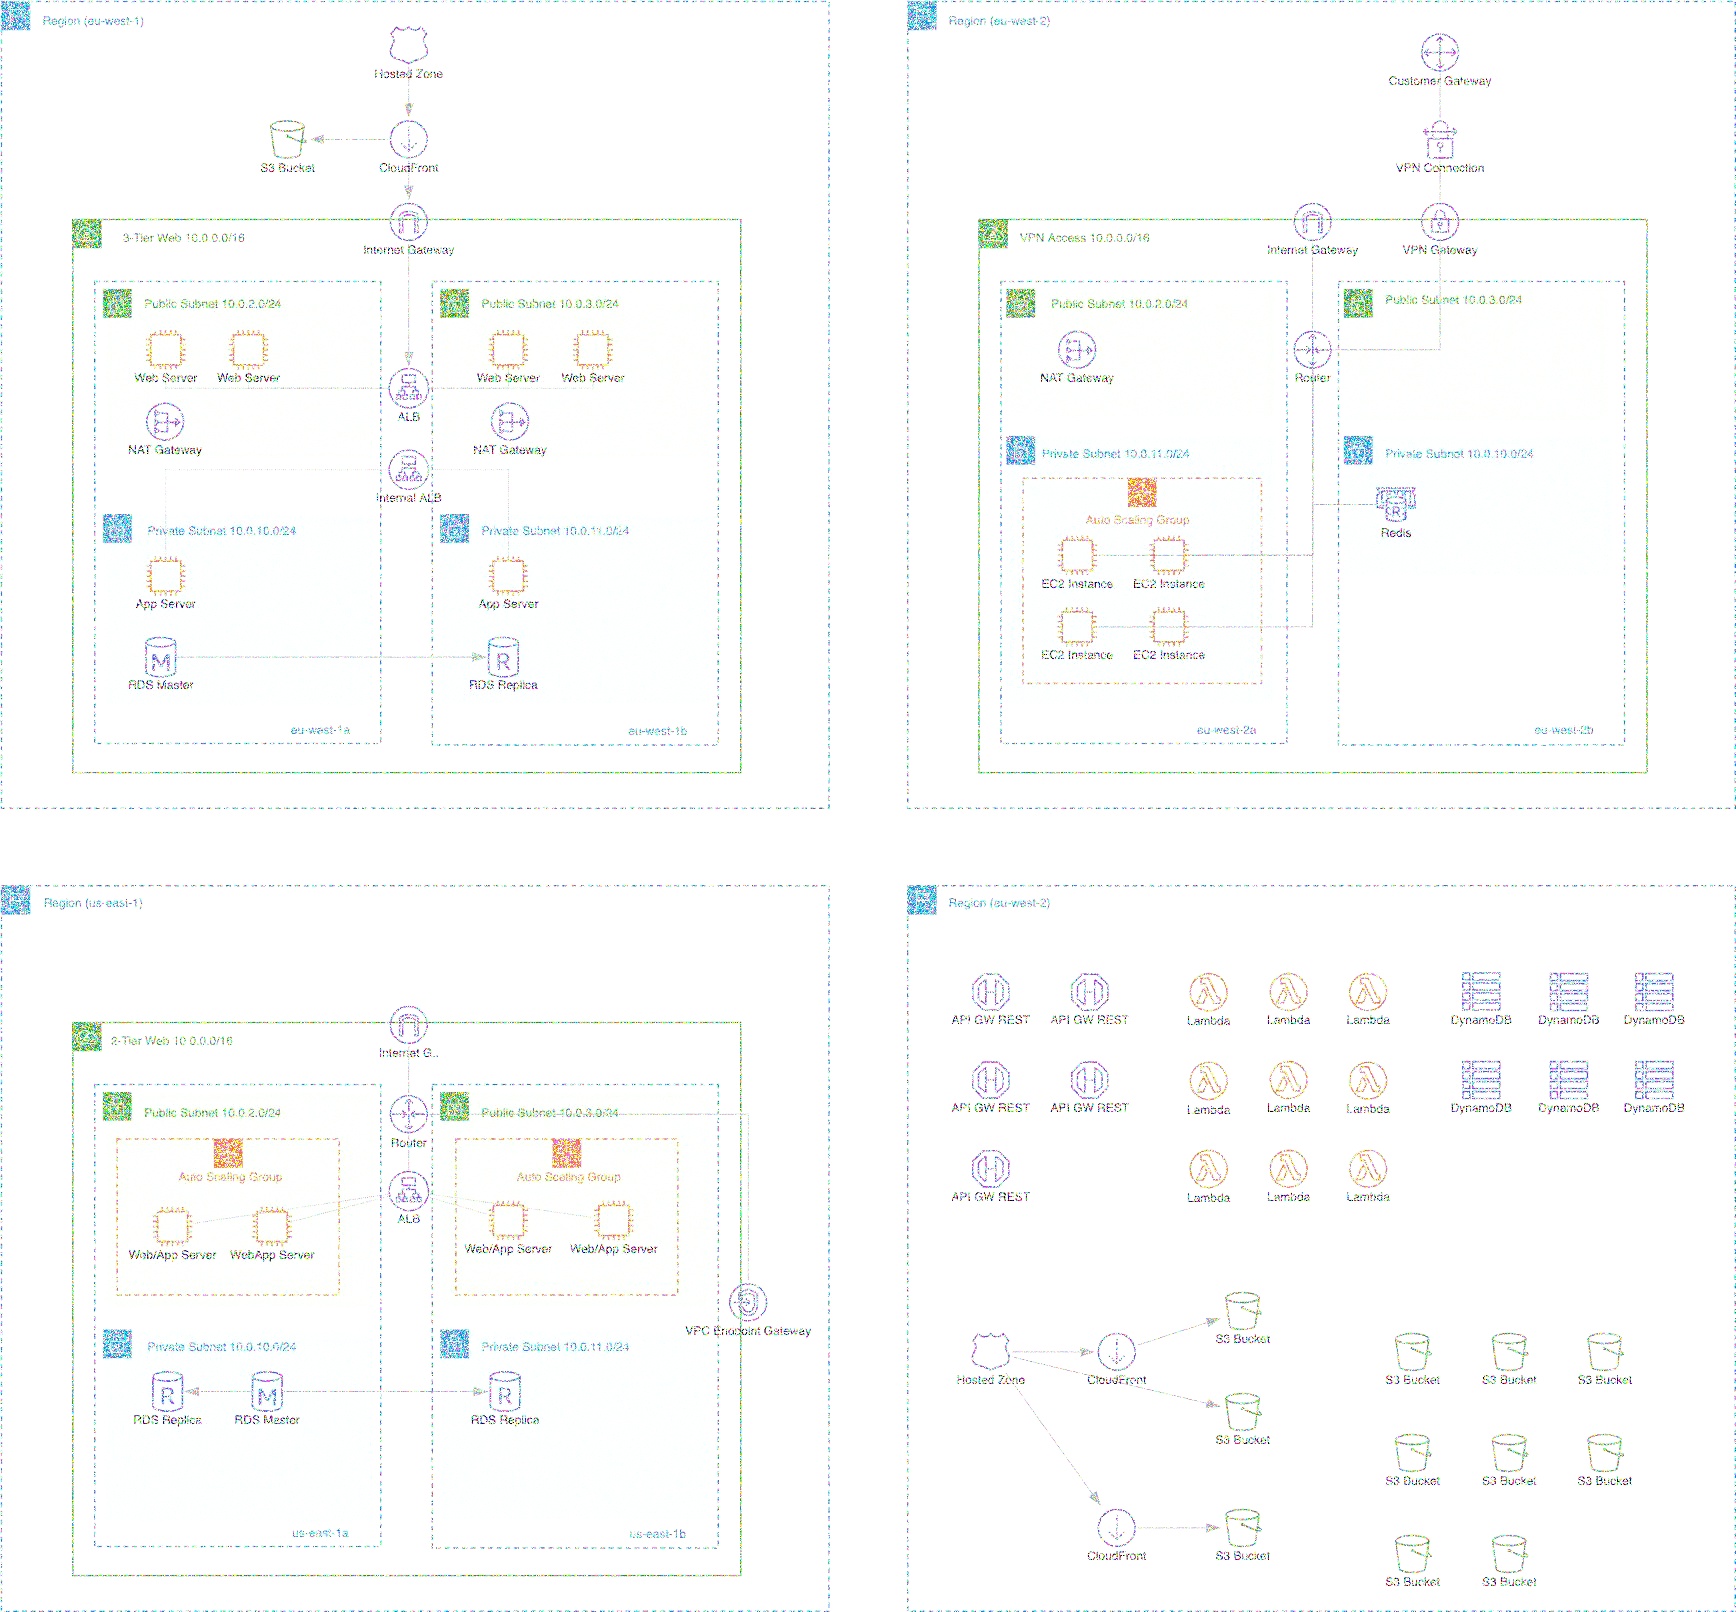 Region (eu-west-1)
Hosted Zone
S3 Bucket
CloudFront
3-Tier Web 10.0.0.0/16
Internet Gateway
Public Subnet 10.0.2.0/24
Public Subnet 10.0.3.0/24
Web Server
Web Server
Web Server
Web Server
ALB
NAT Gateway
NAT Gateway
Internal ALB
Private Subnet 10.0.10.0/24
Private Subnet 10.0.11.0/24
App Server
App Server
M
R
RDS Master
RDS Replica
eu-west-1a
eu-west-1b
Region (eu-west-2)
Customer Gateway
VPN Connection
VPN Access 10.0.0.0/16
Internet Gateway
VPN Gateway
Public Subnet 10.0.2.0/24
Public Subnet 10.0.3.0/24
NAT Gateway
Router
Private Subnet 10.0.11.0/24
Private Subnet 10.0.10.0/24
Auto Scaling Group
R
Redis
EC2 Instance
EC2 Instance
EC2 Instance
EC2 Instance
eu-west-2a
eu-west-2b
Region (us-east-1)
Internet G..
2-Tier Web 10.0.0.0/16
Public Subnet 10.0.2.0/24
Public Subnet 10.0.3.0/24
Router
Auto Scaling Group
Auto Scaling Group
ALB
Web/App Server
WebApp Server
Web/App Server
Web/App Server
VPC Endpoint Gateway
Private Subnet 10.0.10.0/24
Private Subnet 10.0.11.0/24
R
M
R
RDS Replica
RDS Master
RDS Replica
us-east-1a
us-east-1b
Region (eu-west-2)
API GW REST
API GW REST
Lambda
Lambda
Lambda
DynamoDB
DynamoDB
DynamoDB
API GW REST
API GW REST
Lambda
Lambda
Lambda
DynamoDB
DynamoDB
DynamoDB
API GW REST
Lambda
Lambda
Lambda
S3 Bucket
Hosted Zone
CloudFront
S3 Bucket
S3 Bucket
S3 Bucket
S3 Bucket
S3 Bucket
S3 Bucket
S3 Bucket
CloudFront
S3 Bucket
S3 Bucket
S3 Bucket